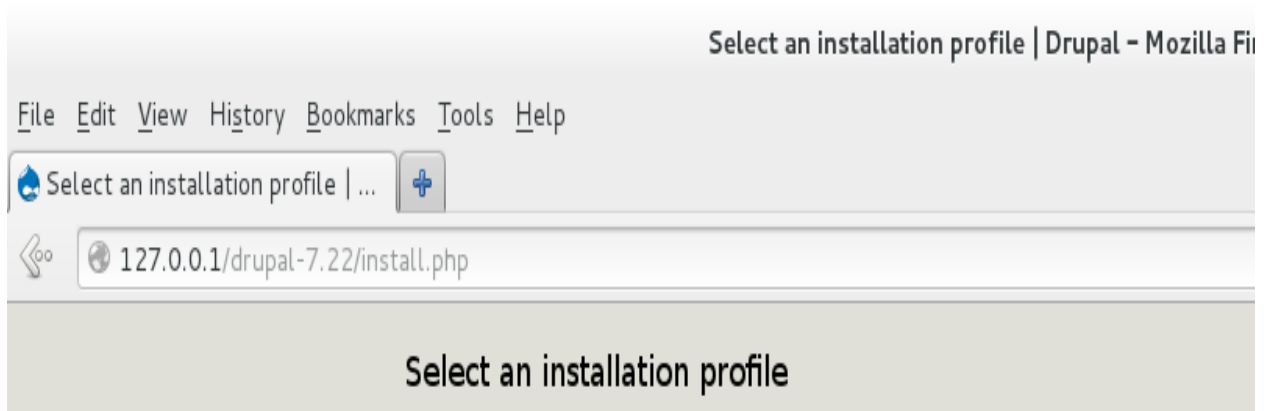 Select an installation profile | Drupal – Mozilla
File Edit View History Bookmarks Tools Help
Select an installation profile | ...
127.0.0.1/drupal-7.22/install.php
Select an installation profile